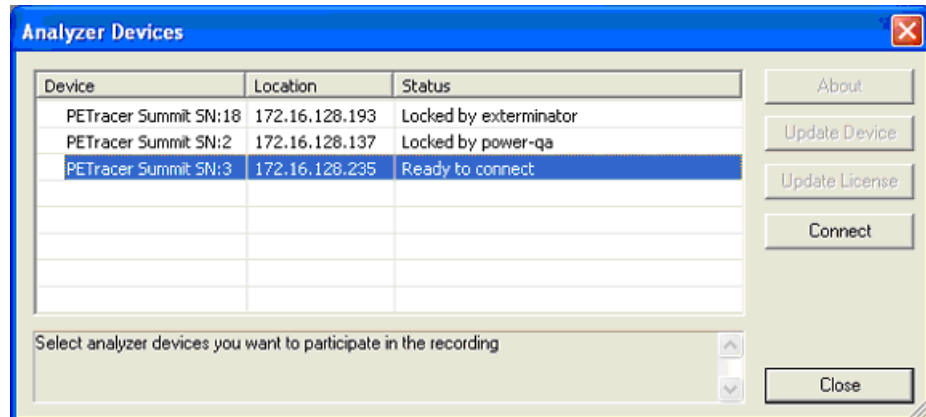 Analyzer Devices
Device Location Status
PETracer Summit SN:18 172.16.128.193 Locked by exterminator
PETracer Summit SN:2 172.16.128.137 Locked by power-qa
PETracer Summit SN:3 172.16.128.235 Ready to connect
About
Update Device
Update License
Connect
Select analyzer devices you want to participate in the recording
Close